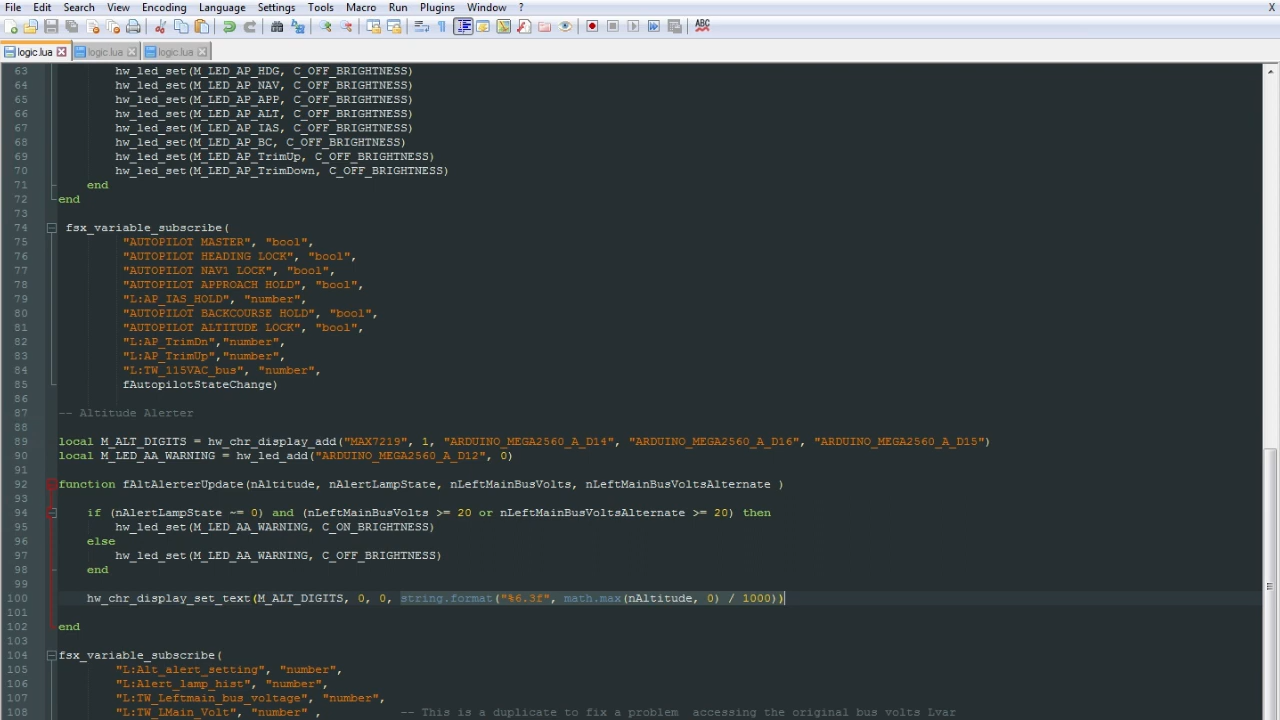 File Edit Search View Encoding Language Settings Tools Macro Run Plugins Window ? X
ABC
logic.lua logic.lua logic.lua
63 hw_led_set(M_LED_AP_HDG, C_OFF_BRIGHTNESS)
64 hw_led_set(M_LED_AP_NAV, C_OFF_BRIGHTNESS)
65 hw_led_set(M_LED_AP_APP, C_OFF_BRIGHTNESS)
66 hw_led_set(M_LED_AP_ALT, C_OFF_BRIGHTNESS)
67 hw_led_set(M_LED_AP_IAS, C_OFF_BRIGHTNESS)
68 hw_led_set(M_LED_AP_BC, C_OFF_BRIGHTNESS)
69 hw_led_set(M_LED_AP_TrimUp, C_OFF_BRIGHTNESS)
70 hw_led_set(M_LED_AP_TrimDown, C_OFF_BRIGHTNESS)
71 end
72 end
73
74 fsx_variable_subscribe(
75 "AUTOPILOT MASTER", "bool",
76 "AUTOPILOT HEADING LOCK", "bool",
77 "AUTOPILOT NAV1 LOCK", "bool",
78 "AUTOPILOT APPROACH HOLD", "bool",
79 "L:AP_IAS_HOLD", "number",
80 "AUTOPILOT BACKCOURSE HOLD", "bool",
81 "AUTOPILOT ALTITUDE LOCK", "bool",
82 "L:AP_TrimDn","number",
83 "L:AP_TrimUp","number",
84 "L:TW_115VAC_bus", "number",
85 fAutopilotStateChange)
86
87 -- Altitude Alerter
88
89 local M_ALT_DIGITS = hw_chr_display_add("MAX7219", 1, "ARDUINO_MEGA2560_A_D14", "ARDUINO_MEGA2560_A_D16", "ARDUINO_MEGA2560_A_D15")
90 local M_LED_AA_WARNING = hw_led_add("ARDUINO_MEGA2560_A_D12", 0)
91
92 function fAltAlerterUpdate(nAltitude, nAlertLampState, nLeftMainBusVolts, nLeftMainBusVoltsAlternate )
93
94 if (nAlertLampState ~= 0) and (nLeftMainBusVolts >= 20 or nLeftMainBusVoltsAlternate >= 20) then
95 hw_led_set(M_LED_AA_WARNING, C_ON_BRIGHTNESS)
96 else
97 hw_led_set(M_LED_AA_WARNING, C_OFF_BRIGHTNESS)
98 end
99
100 hw_chr_display_set_text(M_ALT_DIGITS, 0, 0, string.format("%6.3f", math.max(nAltitude, 0) / 1000))
101
102 end
103
104 fsx_variable_subscribe(
105 "L:Alt_alert_setting", "number",
106 "L:Alert_lamp_hist", "number",
107 "L:TW_Leftmain_bus_voltage", "number",
108 "L:TW_LMain_Volt", "number" , -- This is a duplicate to fix a problem accessing the original bus volts Lvar